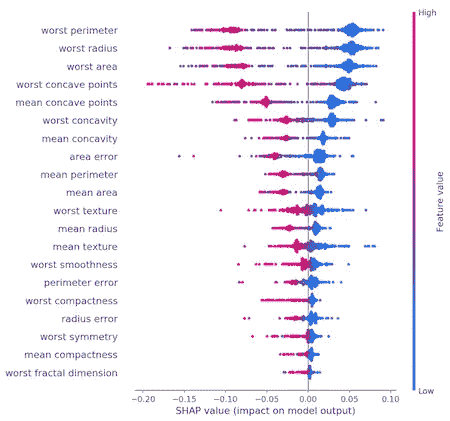 High
worst perimeter
worst radius
worst area
worst concave points
mean concave points
worst concavity
mean concavity
area error
mean perimeter
mean area
worst texture
mean radius
mean texture
worst smoothness
perimeter error
worst compactness
radius error
worst symmetry
mean compactness
worst fractal dimension
Feature value
Low
−0.20 −0.15 −0.10 −0.05 0.00 0.05 0.10
SHAP value (impact on model output)